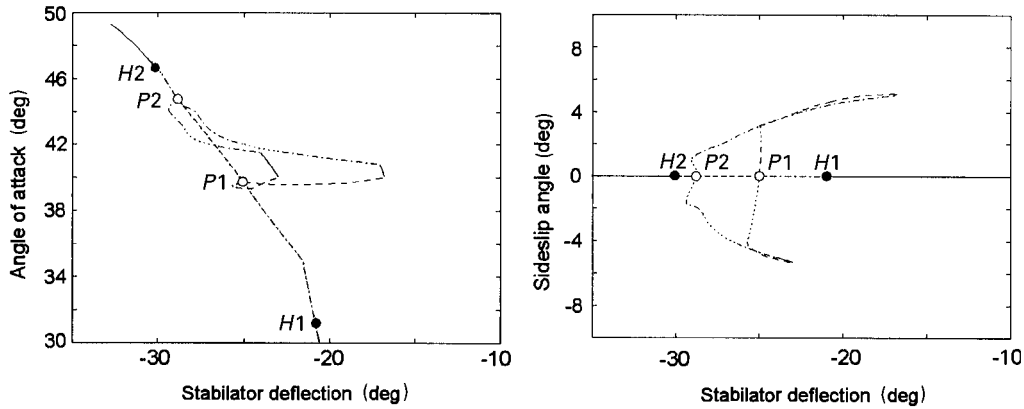 Angle of attack (deg)
50
46
42
38
34
30
H2
P2
P1
H1
-30
-20
-10
Stabilator deflection (deg)
Sideslip angle (deg)
8
4
0
-4
-8
H2
P2
P1
H1
-30
-20
-10
Stabilator deflection (deg)